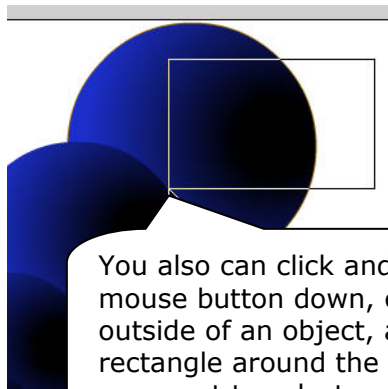 You also can click and
mouse button down,
outside of an object,
rectangle around the